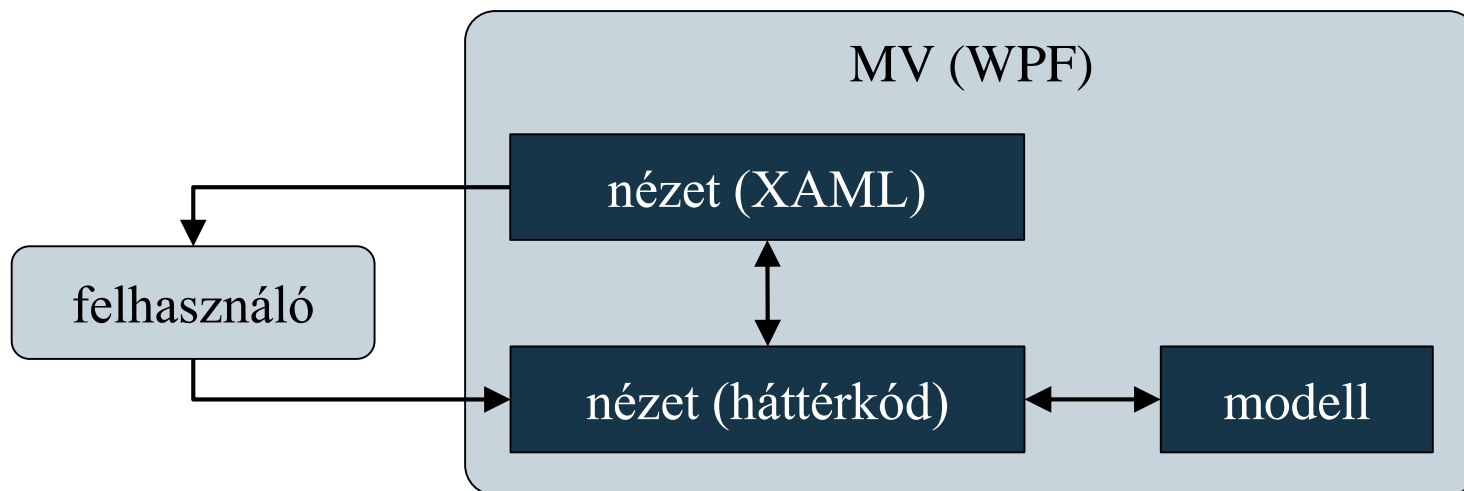 MV (WPF)
nézet (XAML)
felhasználó
nézet (háttérkód)
modell